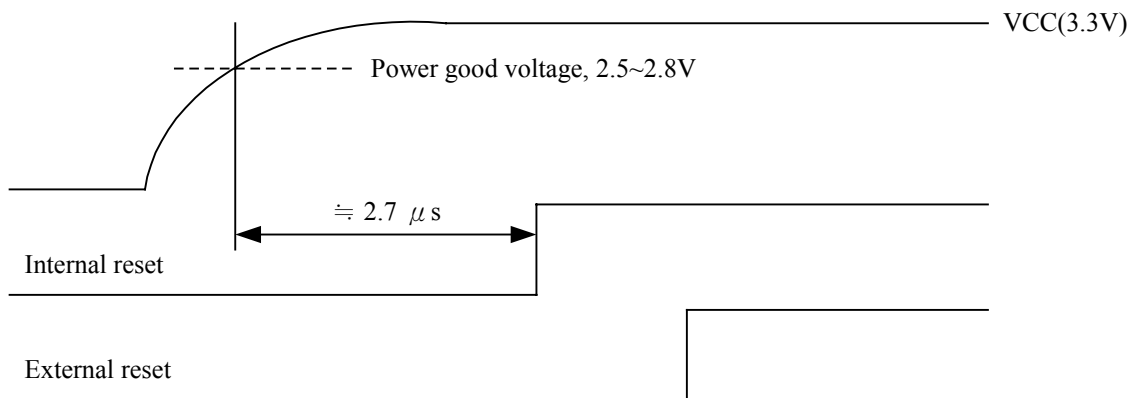 VCC(3.3V)
Power good voltage, 2.5~2.8V
≒ 2.7 μs
Internal reset
External reset